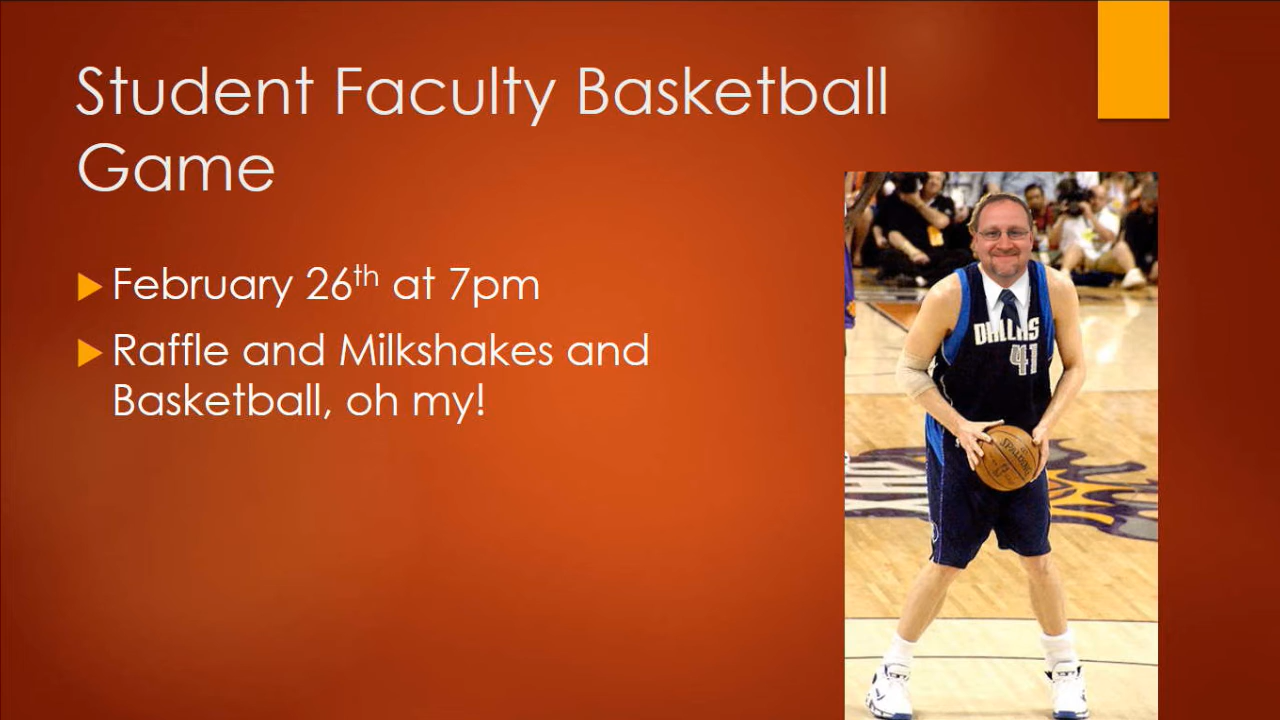 Student Faculty Basketball
Game
February 26th at 7pm
Raffle and Milkshakes and
Basketball, oh my!
DALLAS
41
SPALDING